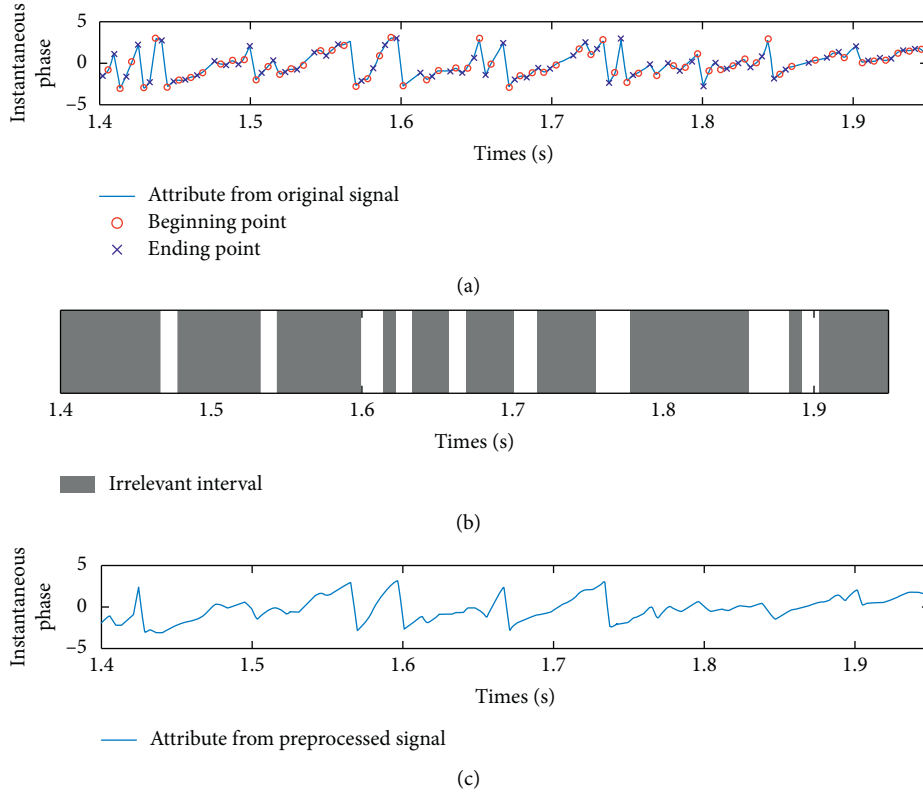 Instantaneous
phase
5
0
−5
1.4 1.5 1.6 1.7 1.8 1.9
Times (s)
Attribute from original signal
Beginning point
Ending point
(a)
1.4 1.5 1.6 1.7 1.8 1.9
Times (s)
Irrelevant interval
(b)
Instantaneous
phase
5
0
−5
1.4 1.5 1.6 1.7 1.8 1.9
Times (s)
Attribute from preprocessed signal
(c)